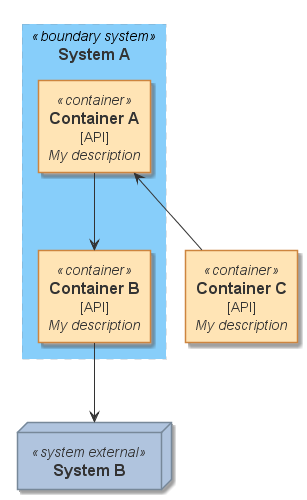 «boundary system»
System A
«container»
Container A
[API]
My description
«container»
Container B
[API]
My description
«container»
Container C
[API]
My description
«system external»
System B